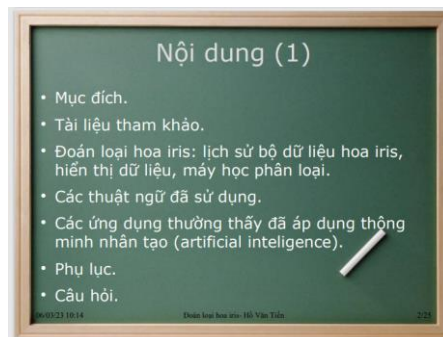 Nội dung (1)
• Mục đích.
• Tài liệu tham khảo.
• Đoán loại hoa iris: lịch sử bộ dữ liệu hoa iris,
hiển thị dữ liệu, máy học phân loại.
• Các thuật ngữ đã sử dụng.
• Các ứng dụng thường thấy đã áp dụng thông
minh nhân tạo (artificial inteligence).
• Phụ lục.
• Câu hỏi.
06/03/23 10:14 Đoán loại hoa iris- Hồ Văn Tiến 2/25